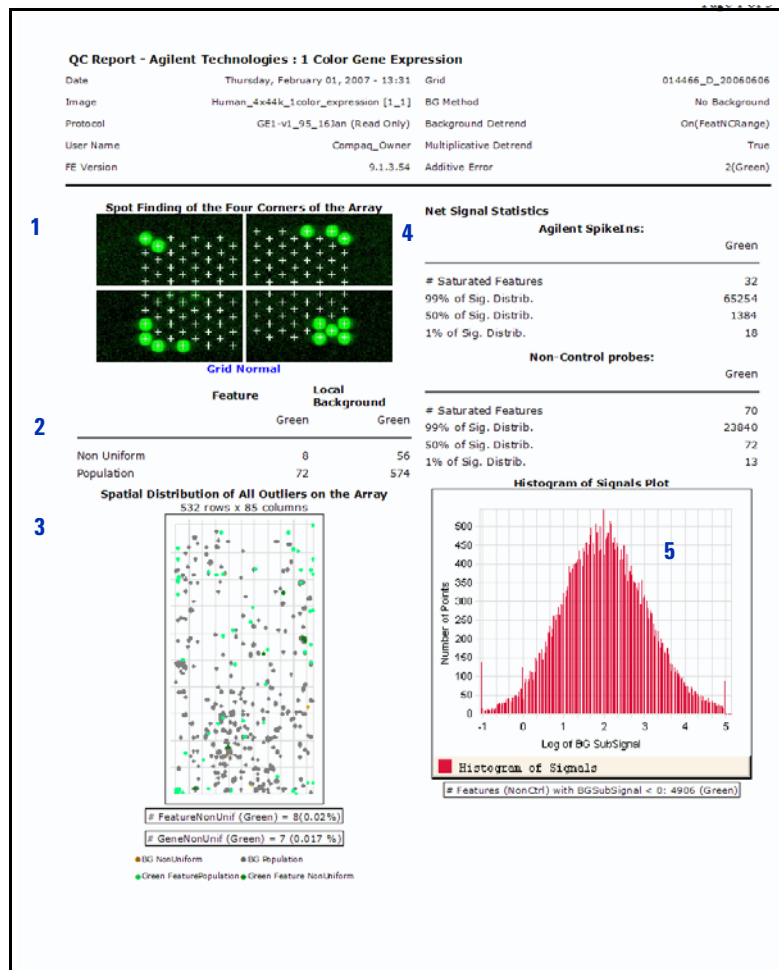 QC Report - Agilent Technologies : 1 Color Gene Expression
Date Thursday, February 01, 2007 - 13:31 Grid 014466_D_20060606
Image Human_4x44k_1color_expression [1_1] BG Method No Background
Protocol GE1-v1_95_16Jan (Read Only) Background Detrend On(FeatNCRange)
User Name Compaq_Owner Multiplicative Detrend True
FE Version 9.1.3.54 Additive Error 2(Green)
1
Spot Finding of the Four Corners of the Array
Grid Normal
2
Feature Local Background
Green Green
Non Uniform 8 56
Population 72 574
3
Spatial Distribution of All Outliers on the Array
532 rows x 85 columns
# FeatureNonUnif (Green) = 8(0.02%)
# GeneNonUnif (Green) = 7 (0.017 %)
BG NonUniform BG Population
Green FeaturePopulation Green Feature NonUniform
4
Net Signal Statistics
Agilent SpikeIns:
Green
# Saturated Features 32
99% of Sig. Distrib. 65254
50% of Sig. Distrib. 1384
1% of Sig. Distrib. 18
Non-Control probes:
Green
# Saturated Features 70
99% of Sig. Distrib. 23840
50% of Sig. Distrib. 72
1% of Sig. Distrib. 13
Histogram of Signals Plot
5
Number of Points
500
450
400
350
300
250
200
150
100
50
0
-1 0 1 2 3 4 5
Log of BG SubSignal
Histogram of Signals
# Features (NonCtrl) with BGSubSignal < 0: 4906 (Green)